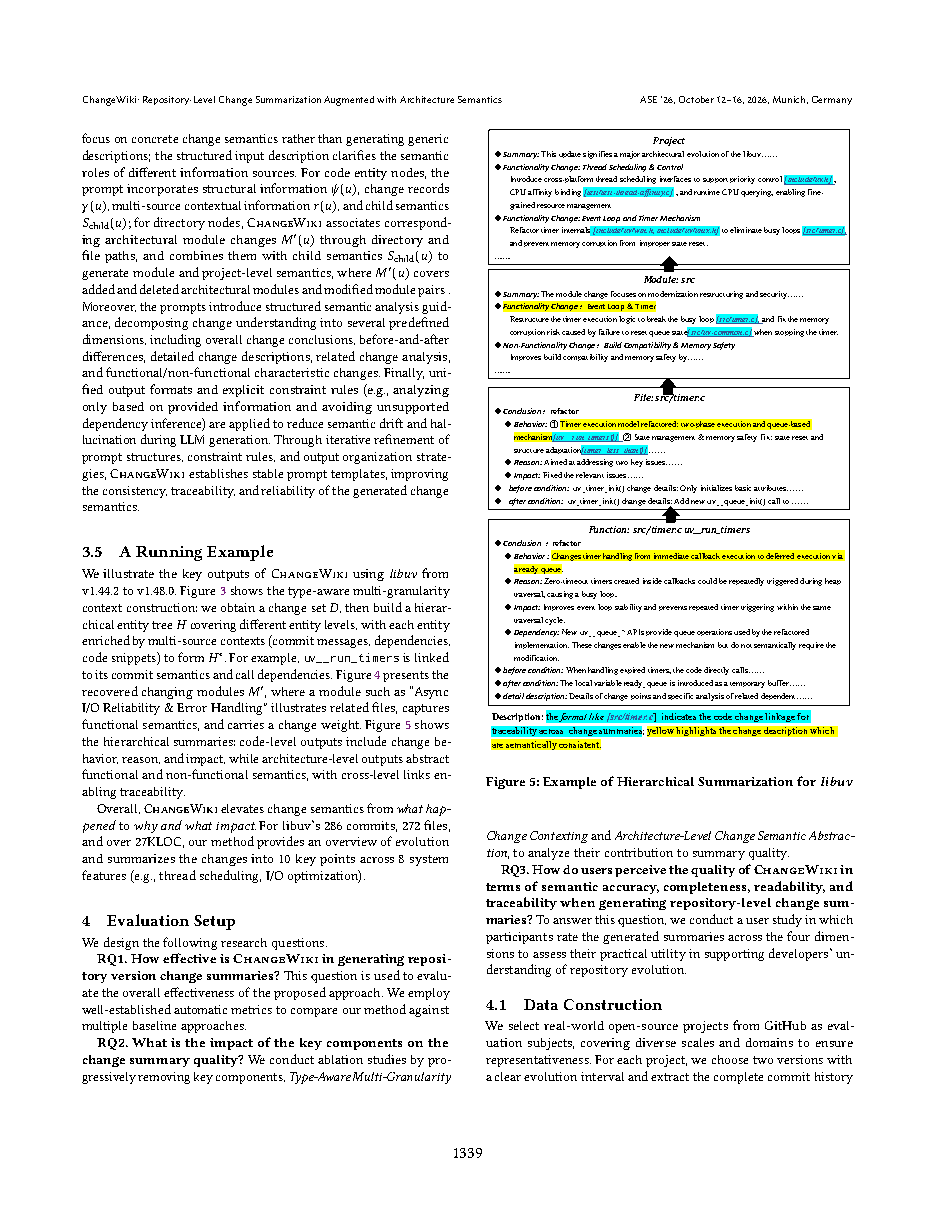 ChangeWiki: Repository-Level Change Summarization Augmented with Architecture Semantics
ASE '26, October 12–16, 2026, Munich, Germany
focus on concrete change semantics rather than generating generic
descriptions; the structured input description clarifies the semantic
roles of different information sources. For code entity nodes, the
prompt incorporates structural information ψ(u), change records
γ(u), multi-source contextual information r(u), and child semantics
S_child(u); for directory nodes, ChangeWiki associates correspond-
ing architectural module changes M′(u) through directory and
file paths, and combines them with child semantics S_child(u) to
generate module and project-level semantics, where M′(u) covers
added and deleted architectural modules and modified module pairs .
Moreover, the prompts introduce structured semantic analysis guid-
ance, decomposing change understanding into several predefined
dimensions, including overall change conclusions, before-and-after
differences, detailed change descriptions, related change analysis,
and functional/non-functional characteristic changes. Finally, uni-
fied output formats and explicit constraint rules (e.g., analyzing
only based on provided information and avoiding unsupported
dependency inference) are applied to reduce semantic drift and hal-
lucination during LLM generation. Through iterative refinement of
prompt structures, constraint rules, and output organization strate-
gies, ChangeWiki establishes stable prompt templates, improving
the consistency, traceability, and reliability of the generated change
semantics.
3.5 A Running Example
We illustrate the key outputs of ChangeWiki using libuv from
v1.44.2 to v1.48.0. Figure 3 shows the type-aware multi-granularity
context construction: we obtain a change set D, then build a hierar-
chical entity tree H covering different entity levels, with each entity
enriched by multi-source contexts (commit messages, dependencies,
code snippets) to form H*. For example, uv__run_timers is linked
to its commit semantics and call dependencies. Figure 4 presents the
recovered changing modules M′, where a module such as "Async
I/O Reliability & Error Handling" illustrates related files, captures
functional semantics, and carries a change weight. Figure 5 shows
the hierarchical summaries: code-level outputs include change be-
havior, reason, and impact, while architecture-level outputs abstract
functional and non-functional semantics, with cross-level links en-
abling traceability.
Overall, ChangeWiki elevates change semantics from what hap-
pened to why and what impact. For libuv's 286 commits, 272 files,
and over 27KLOC, our method provides an overview of evolution
and summarizes the changes into 10 key points across 8 system
features (e.g., thread scheduling, I/O optimization).
4 Evaluation Setup
We design the following research questions.
RQ1. How effective is ChangeWiki in generating reposi-
tory version change summaries? This question is used to evalu-
ate the overall effectiveness of the proposed approach. We employ
well-established automatic metrics to compare our method against
multiple baseline approaches.
RQ2. What is the impact of the key components on the
change summary quality? We conduct ablation studies by pro-
gressively removing key components, Type-Aware Multi-Granularity
Project
◆ Summary: This update signifies a major architectural evolution of the libuv......
◆ Functionality Change: Thread Scheduling & Control
Introduce cross-platform thread scheduling interfaces to support priority control [include/uv.h] ,
CPU affinity binding [test/test-thread-affinity.c] , and runtime CPU querying, enabling fine-
grained resource management
◆ Functionality Change: Event Loop and Timer Mechanism
Refactor timer internals [include/uv/unix.h] to eliminate busy loops [src/timer.c],
and prevent memory corruption from improper state reset.
......
Module: src
◆ Summary: The module change focuses on modernization restructuring and security......
◆ Functionality Change: Event Loop & Timer
Restructure the timer execution logic to break the busy loop [src/timer.c], and Fix the memory
corruption risk caused by failure to reset queue state[src/uv-common.c] when stopping the timer.
◆ Non-Functionality Change: Build Compatibility & Memory Safety
Improves build compatibility and memory safety by......
......
File: src/timer.c
◆ Conclusion : refactor
◆ Behavior: ① Timer execution model refactored: two-phase execution and queue-based
mechanism[uv__run_timers()] ② State management & memory safety Fix: state reset and
structure adaptation[timer_less_than()]......
◆ Reason: Aimed at addressing two key issues......
◆ Impact: Fixed the relevant issues......
◆ before condition: uv_timer_init() change details: Only initializes basic attributes......
◆ after condition: uv_timer_init() change details: Add new uv__queue_init() call to ......
Function: src/timer.c uv__run_timers
◆ Conclusion : refactor
◆ Behavior : Changes timer handling from immediate callback execution to deferred execution via
a ready queue.
◆ Reason: Zero-timeout timers created inside callbacks could be repeatedly triggered during heap
traversal, causing a busy loop.
◆ Impact: Improves event loop stability and prevents repeated timer triggering within the same
traversal cycle.
◆ Dependency: New uv__queue_* APIs provide queue operations used by the refactored
implementation. These changes enable the new mechanism but do not semantically require the
modification.
◆ before condition: When handling expired timers, the code directly calls......
◆ after condition: The local variable ready_queue is introduced as a temporary buffer......
◆ detail description: Details of change points and specific analysis of related dependent......
Description: the formal like [src/timer.c] indicates the code change linkage for
traceability across change summaries; yellow highlights the change description which
are semantically consistent.
Figure 5: Example of Hierarchical Summarization for libuv
Change Contexting and Architecture-Level Change Semantic Abstrac-
tion, to analyze their contribution to summary quality.
RQ3. How do users perceive the quality of ChangeWiki in
terms of semantic accuracy, completeness, readability, and
traceability when generating repository-level change sum-
maries? To answer this question, we conduct a user study in which
participants rate the generated summaries across the four dimen-
sions to assess their practical utility in supporting developers' un-
derstanding of repository evolution.
4.1 Data Construction
We select real-world open-source projects from GitHub as eval-
uation subjects, covering diverse scales and domains to ensure
representativeness. For each project, we choose two versions with
a clear evolution interval and extract the complete commit history
1339